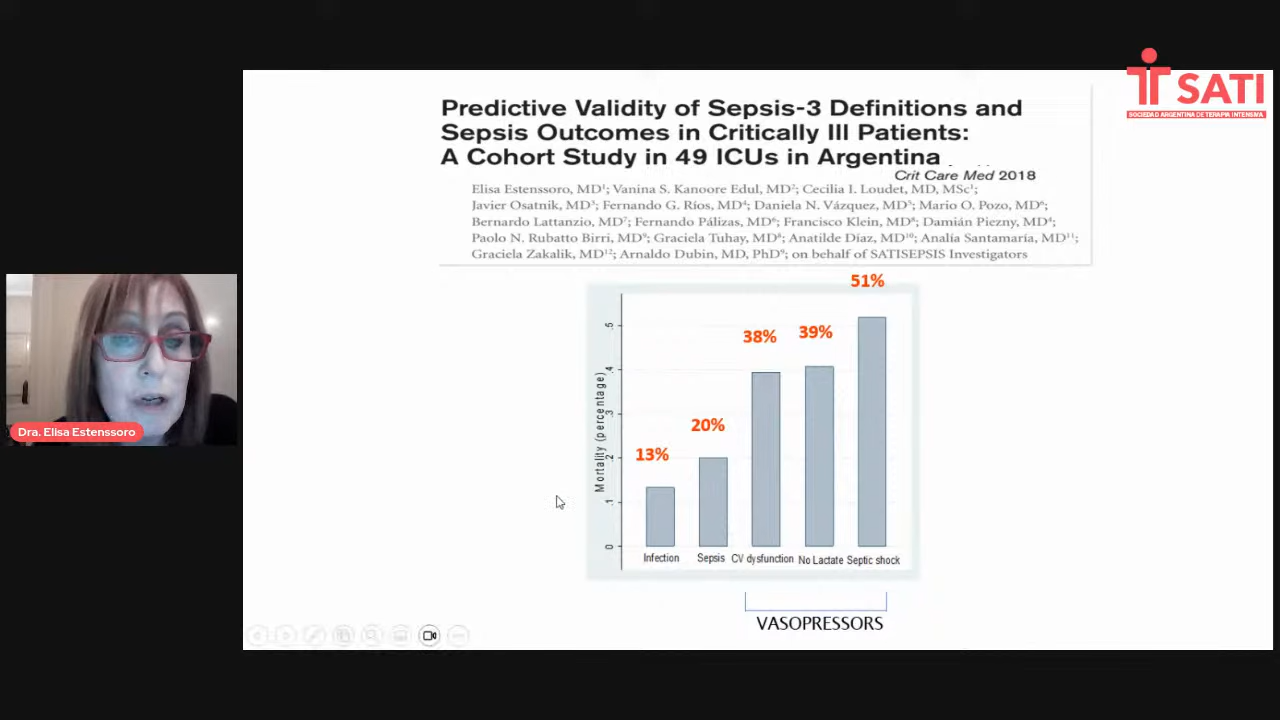 SATI
SOCIEDAD ARGENTINA DE TERAPIA INTENSIVA
Predictive Validity of Sepsis-3 Definitions and
Sepsis Outcomes in Critically Ill Patients:
A Cohort Study in 49 ICUs in Argentina
Crit Care Med 2018
Elisa Estenssoro, MD¹; Vanina S. Kanoore Edul, MD²; Cecilia I. Loudet, MD, MSc¹;
Javier Osatnik, MD³; Fernando G. Ríos, MD⁴; Daniela N. Vázquez, MD⁵; Mario O. Pozo, MD⁶;
Bernardo Lattanzio, MD⁷; Fernando Pálizas, MD⁶; Francisco Klein, MD⁸; Damián Piezny, MD⁴;
Paolo N. Rubatto Birri, MD⁹; Graciela Tuhay, MD⁸; Anatilde Díaz, MD¹⁰; Analía Santamaría, MD¹¹;
Graciela Zakalik, MD¹²; Arnaldo Dubin, MD, PhD⁹; on behalf of SATISEPSIS Investigators
51%
38%
39%
20%
13%
Mortality (percentage)
.5
.4
.3
.2
.1
0
Infection
Sepsis
CV dysfunction
No Lactate
Septic shock
VASOPRESSORS
Dra. Elisa Estenssoro